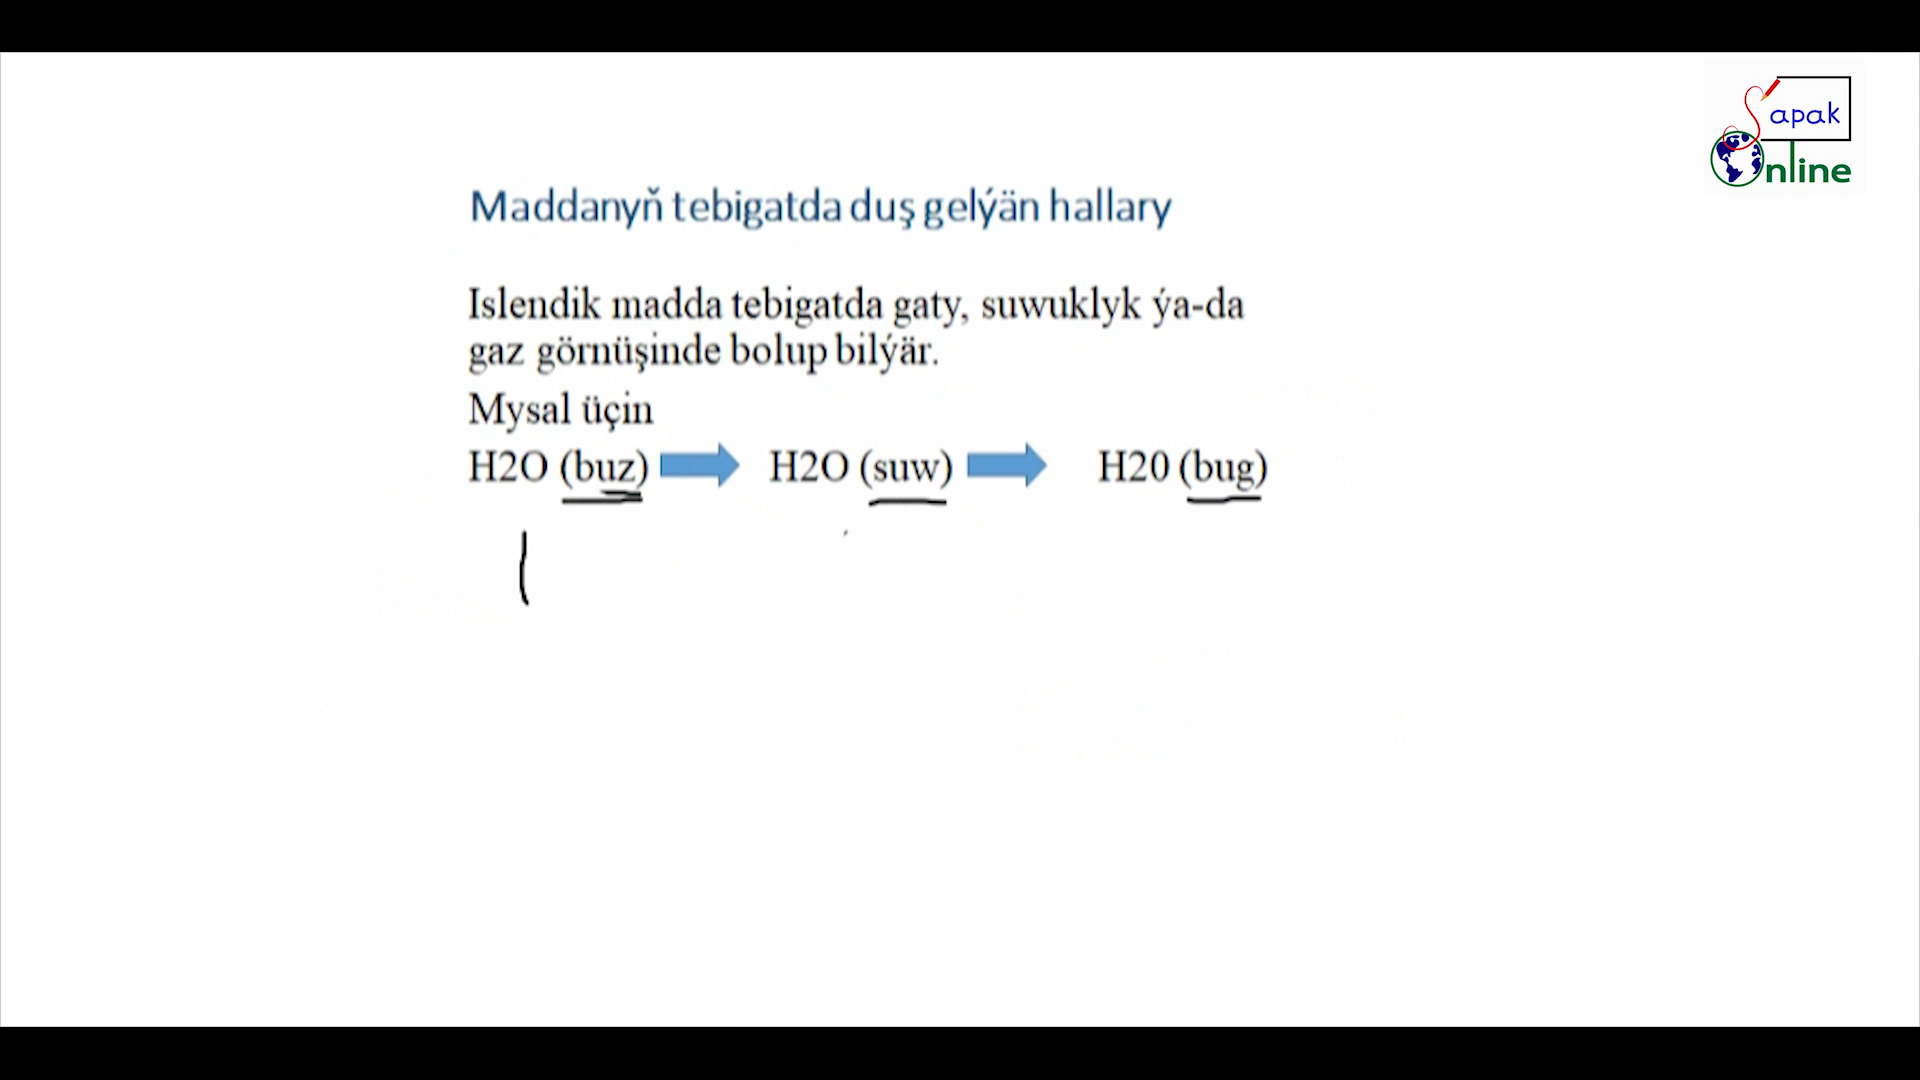 Sapak
Online
Maddanyň tebigatda duş gelýän hallary
Islendik madda tebigatda gaty, suwuklyk ýa-da
gaz görnüşinde bolup bilýär.
Mysal üçin
H2O (buz) H2O (suw) H20 (bug)